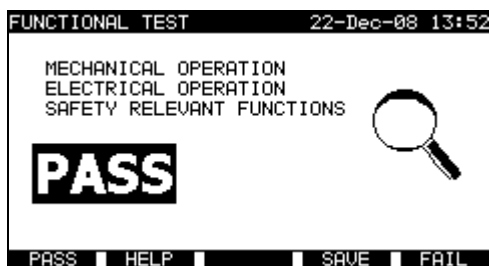 FUNCTIONAL TEST 22-Dec-08 13:52
MECHANICAL OPERATION
ELECTRICAL OPERATION
SAFETY RELEVANT FUNCTIONS
PASS
PASS HELP SAVE FAIL